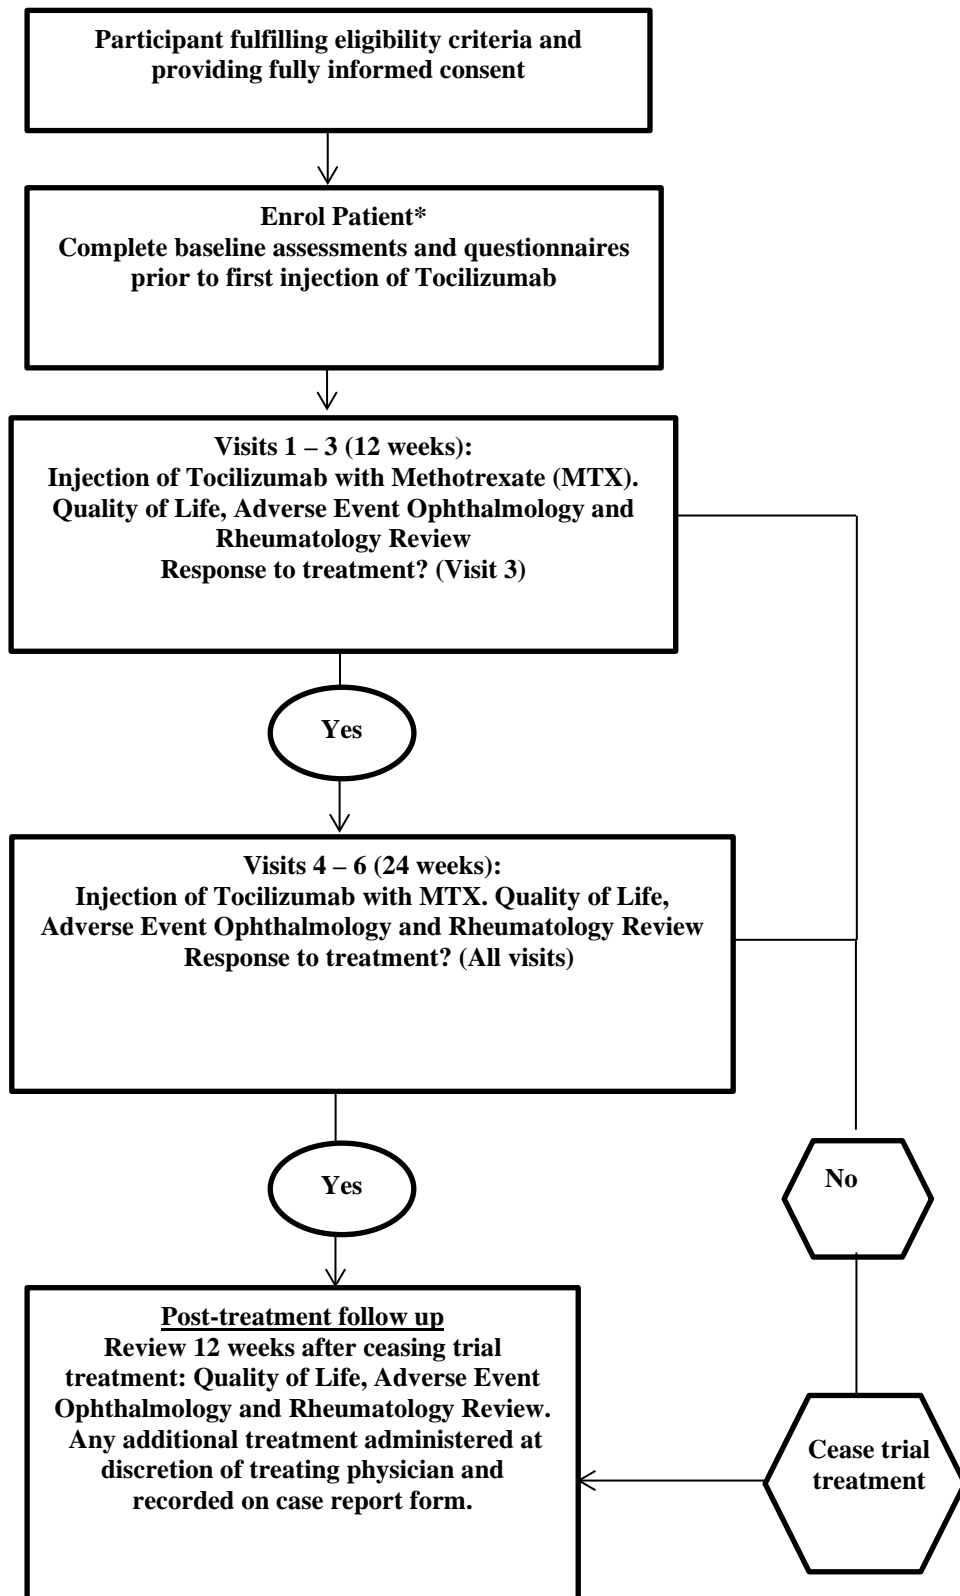 Participant fulfilling eligibility criteria and
providing fully informed consent
Enrol Patient*
Complete baseline assessments and questionnaires
prior to first injection of Tocilizumab
Visits 1 – 3 (12 weeks):
Injection of Tocilizumab with Methotrexate (MTX).
Quality of Life, Adverse Event Ophthalmology and
Rheumatology Review
Response to treatment? (Visit 3)
Yes
Visits 4 – 6 (24 weeks):
Injection of Tocilizumab with MTX. Quality of Life,
Adverse Event Ophthalmology and Rheumatology Review
Response to treatment? (All visits)
No
Yes
Post-treatment follow up
Review 12 weeks after ceasing trial
treatment: Quality of Life, Adverse Event
Ophthalmology and Rheumatology Review.
Any additional treatment administered at
discretion of treating physician and
recorded on case report form.
Cease trial
treatment